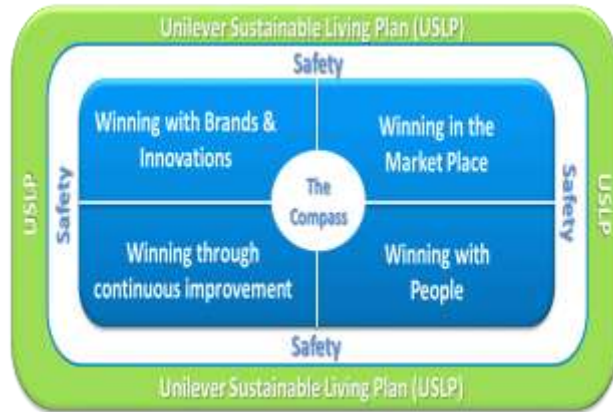 Unilever Sustainable Living Plan (USLP)
Safety
Winning with Brands &
Innovations
Winning in the
Market Place
USLP
Safety
The
Compass
Safety
USLP
Winning through
continuous improvement
Winning with
People
Safety
Unilever Sustainable Living Plan (USLP)